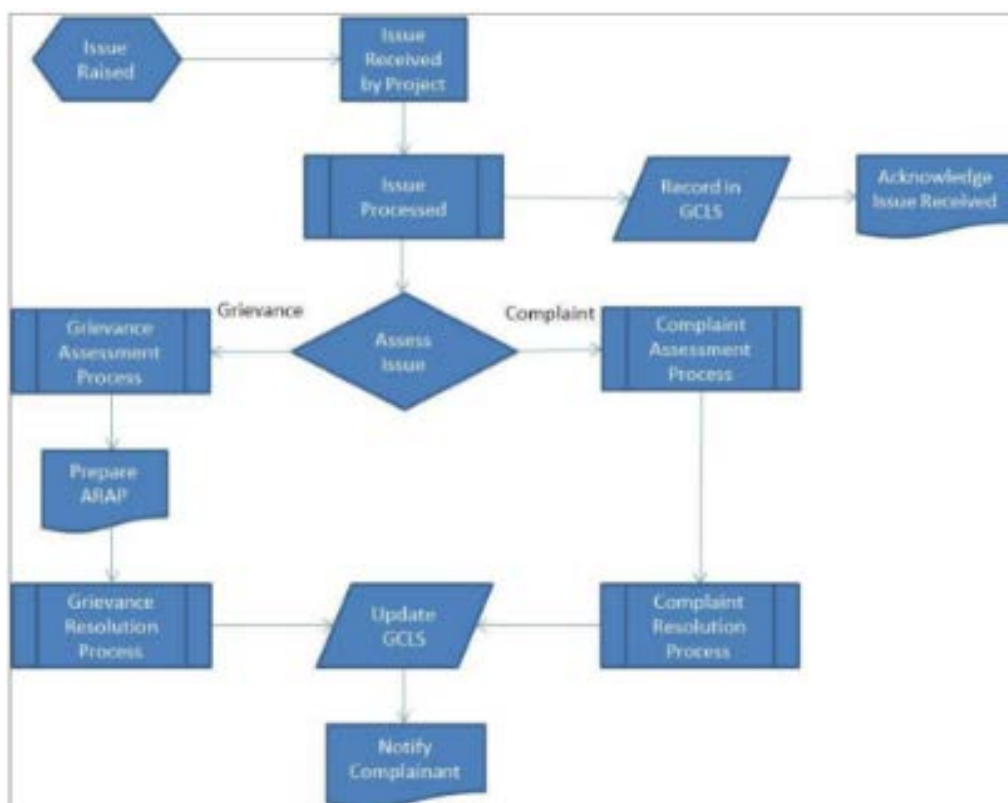 Issue
Raised
Issue
Received
by Project
Issue
Processed
Record in
GCLS
Acknowledge
Issue Received
Grievance
Complaint
Grievance
Assessment
Process
Assess
Issue
Complaint
Assessment
Process
Prepare
ARAP
Grievance
Resolution
Process
Update
GCLS
Complaint
Resolution
Process
Notify
Complainant